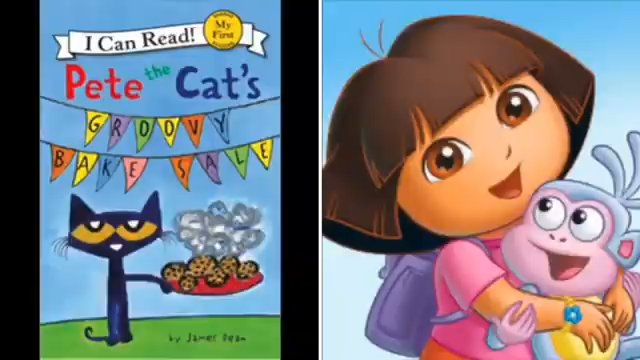 I Can Read!
My
First
Pete the Cat's
GROOVY
BAKE SALE
by James Dean